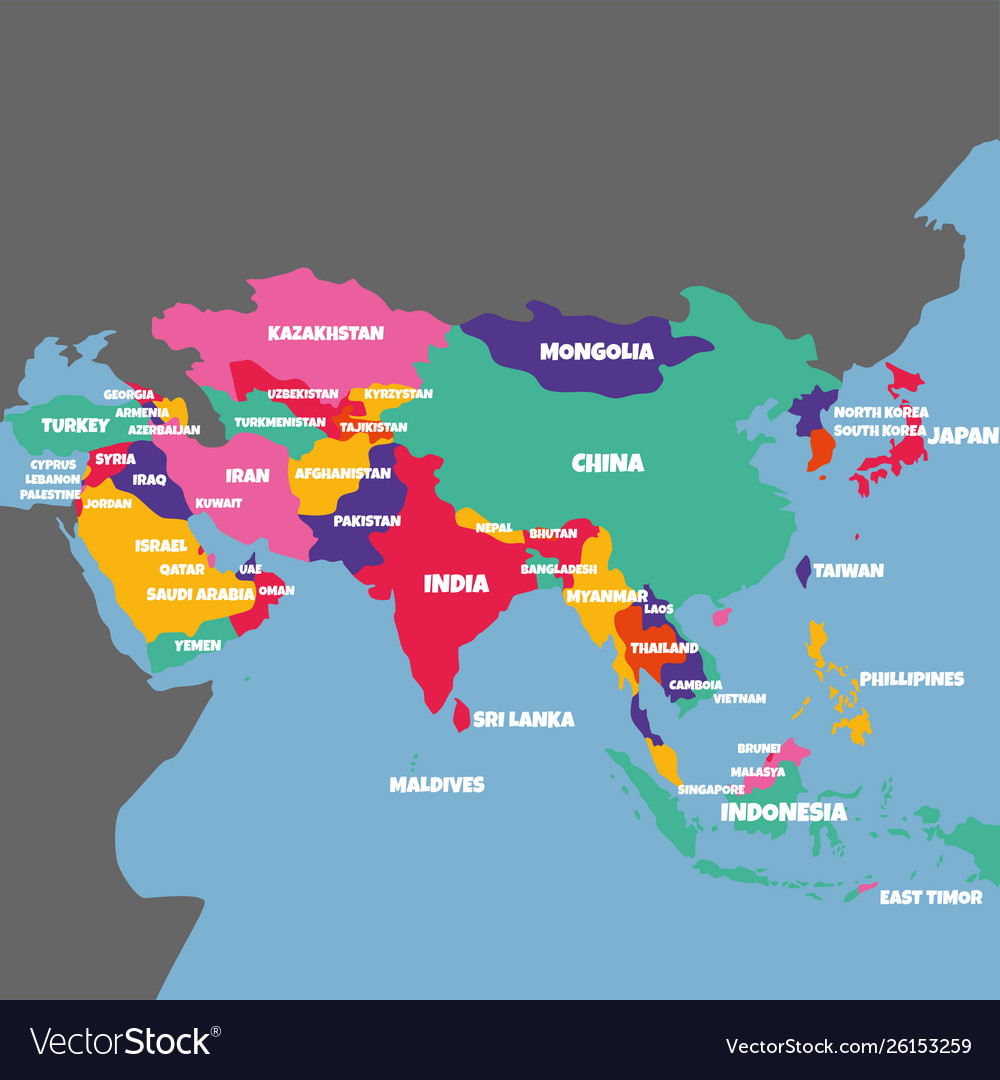 KAZAKHSTAN
MONGOLIA
GEORGIA
UZBEKISTAN
KYRZYSTAN
ARMENIA
TURKEY
AZERBAIJAN
TURKMENISTAN
TAJIKISTAN
NORTH KOREA
SOUTH KOREA
JAPAN
CYPRUS
SYRIA
CHINA
LEBANON
IRAQ
IRAN
AFGHANISTAN
PALESTINE
JORDAN
KUWAIT
PAKISTAN
NEPAL
BHUTAN
ISRAEL
QATAR
UAE
BANGLADESH
TAIWAN
INDIA
SAUDI ARABIA
OMAN
MYANMAR
LAOS
YEMEN
THAILAND
CAMBOIA
PHILLIPINES
VIETNAM
SRI LANKA
BRUNEI
MALASYA
MALDIVES
SINGAPORE
INDONESIA
EAST TIMOR
VectorStock®
VectorStock.com/26153259